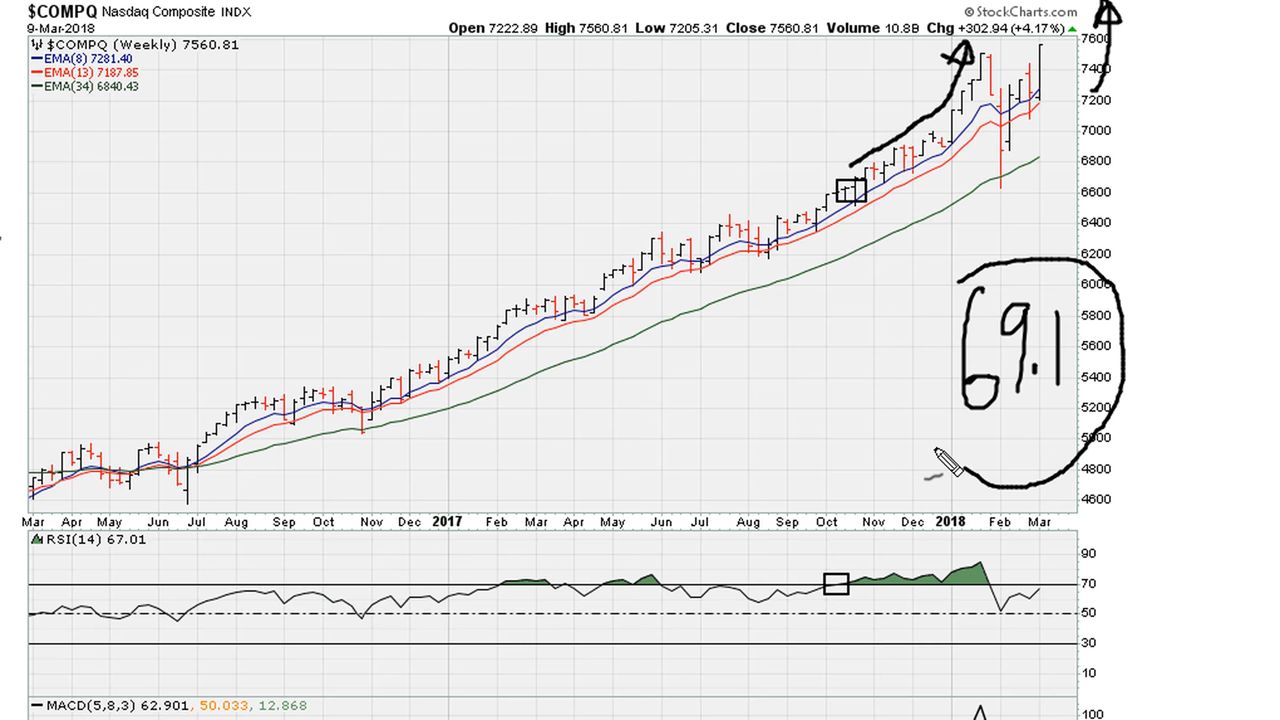 $COMPQ Nasdaq Composite INDX
© StockCharts.com
9-Mar-2018
Open 7222.89 High 7560.81 Low 7205.31 Close 7560.81 Volume 10.8B Chg +302.94 (+4.17%)
$COMPQ (Weekly) 7560.81
EMA(8) 7281.40
EMA(13) 7187.85
EMA(34) 6840.43
7600
7400
7200
7000
6800
6600
6400
6200
6000
5800
5600
5400
5200
5000
4800
4600
69.1
Mar Apr May Jun Jul Aug Sep Oct Nov Dec 2017 Feb Mar Apr May Jun Jul Aug Sep Oct Nov Dec 2018 Feb Mar
RSI(14) 67.01
90
70
50
30
10
MACD(5,8,3) 62.901, 50.033, 12.868
100